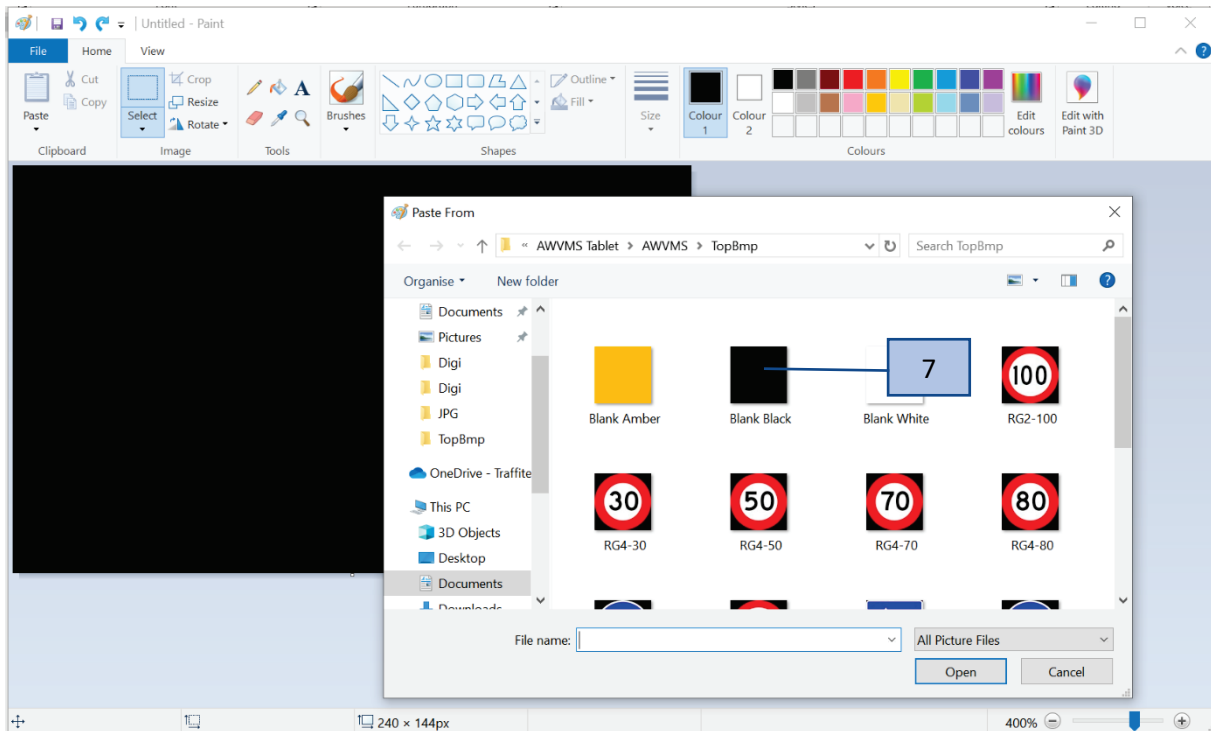 Untitled - Paint
File Home View
Cut
Copy
Paste
Clipboard
Select
Crop
Resize
Rotate
Image
A
Tools
Brushes
Outline
Fill
Shapes
Size
Colour 1
Colour 2
Colours
Edit colours
Edit with Paint 3D
Paste From
« AWVMS Tablet > AWVMS > TopBmp
Search TopBmp
Organise New folder
Documents
Pictures
Digi
Digi
JPG
TopBmp
OneDrive - Traffite
This PC
3D Objects
Desktop
Documents
Downloads
7
100
Blank Amber Blank Black Blank White RG2-100
30 50 70 80
RG4-30 RG4-50 RG4-70 RG4-80
File name: All Picture Files
Open Cancel
240 × 144px 400%